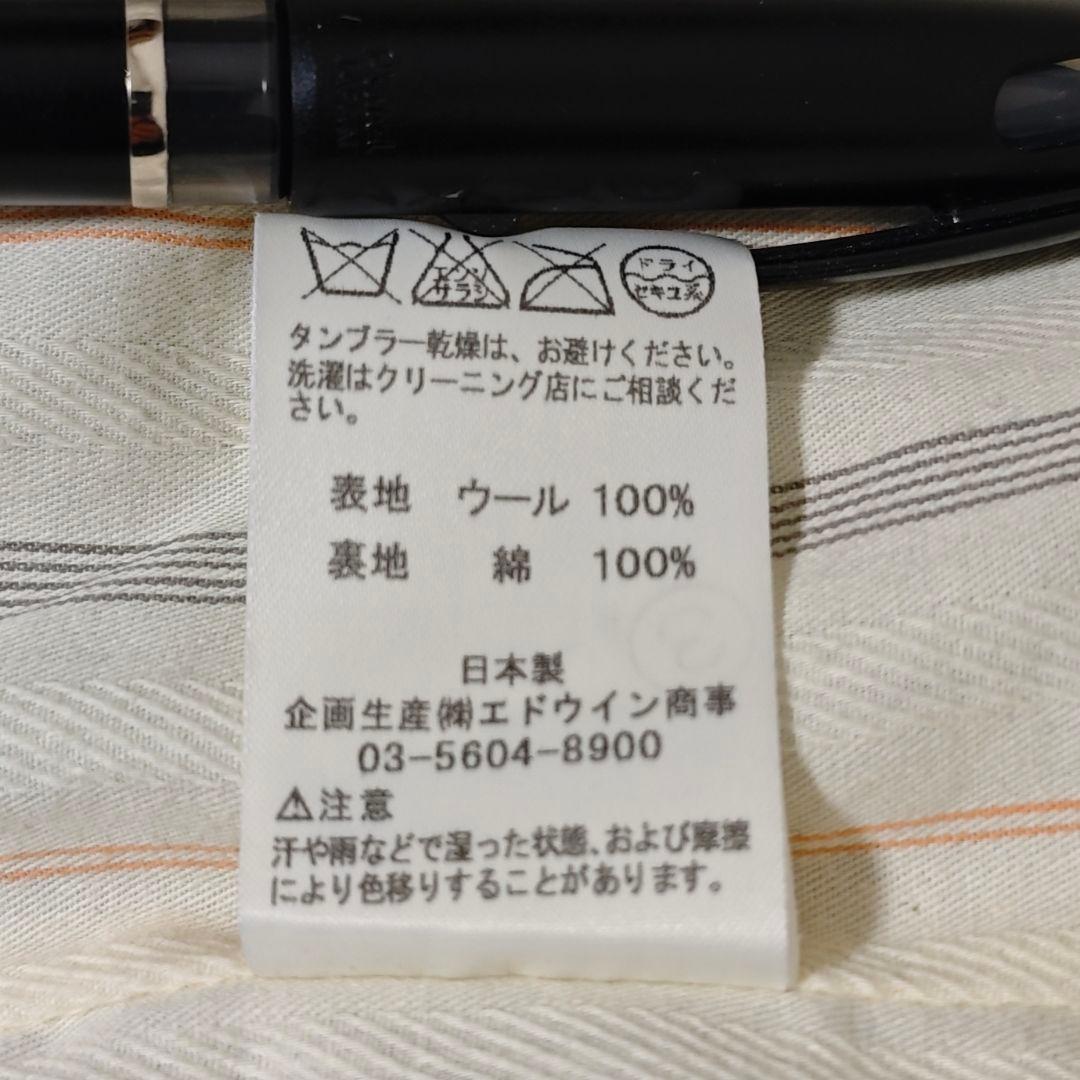 エンソ
サラシ
ドライ
セキユ系
タンブラー乾燥は、お避けください。
洗濯はクリーニング店にご相談くだ
さい。
表地 ウール 100%
裏地 綿 100%
日本製
企画生産㈱エドウイン商事
03-5604-8900
⚠注意
汗や雨などで湿った状態、および摩擦
により色移りすることがあります。